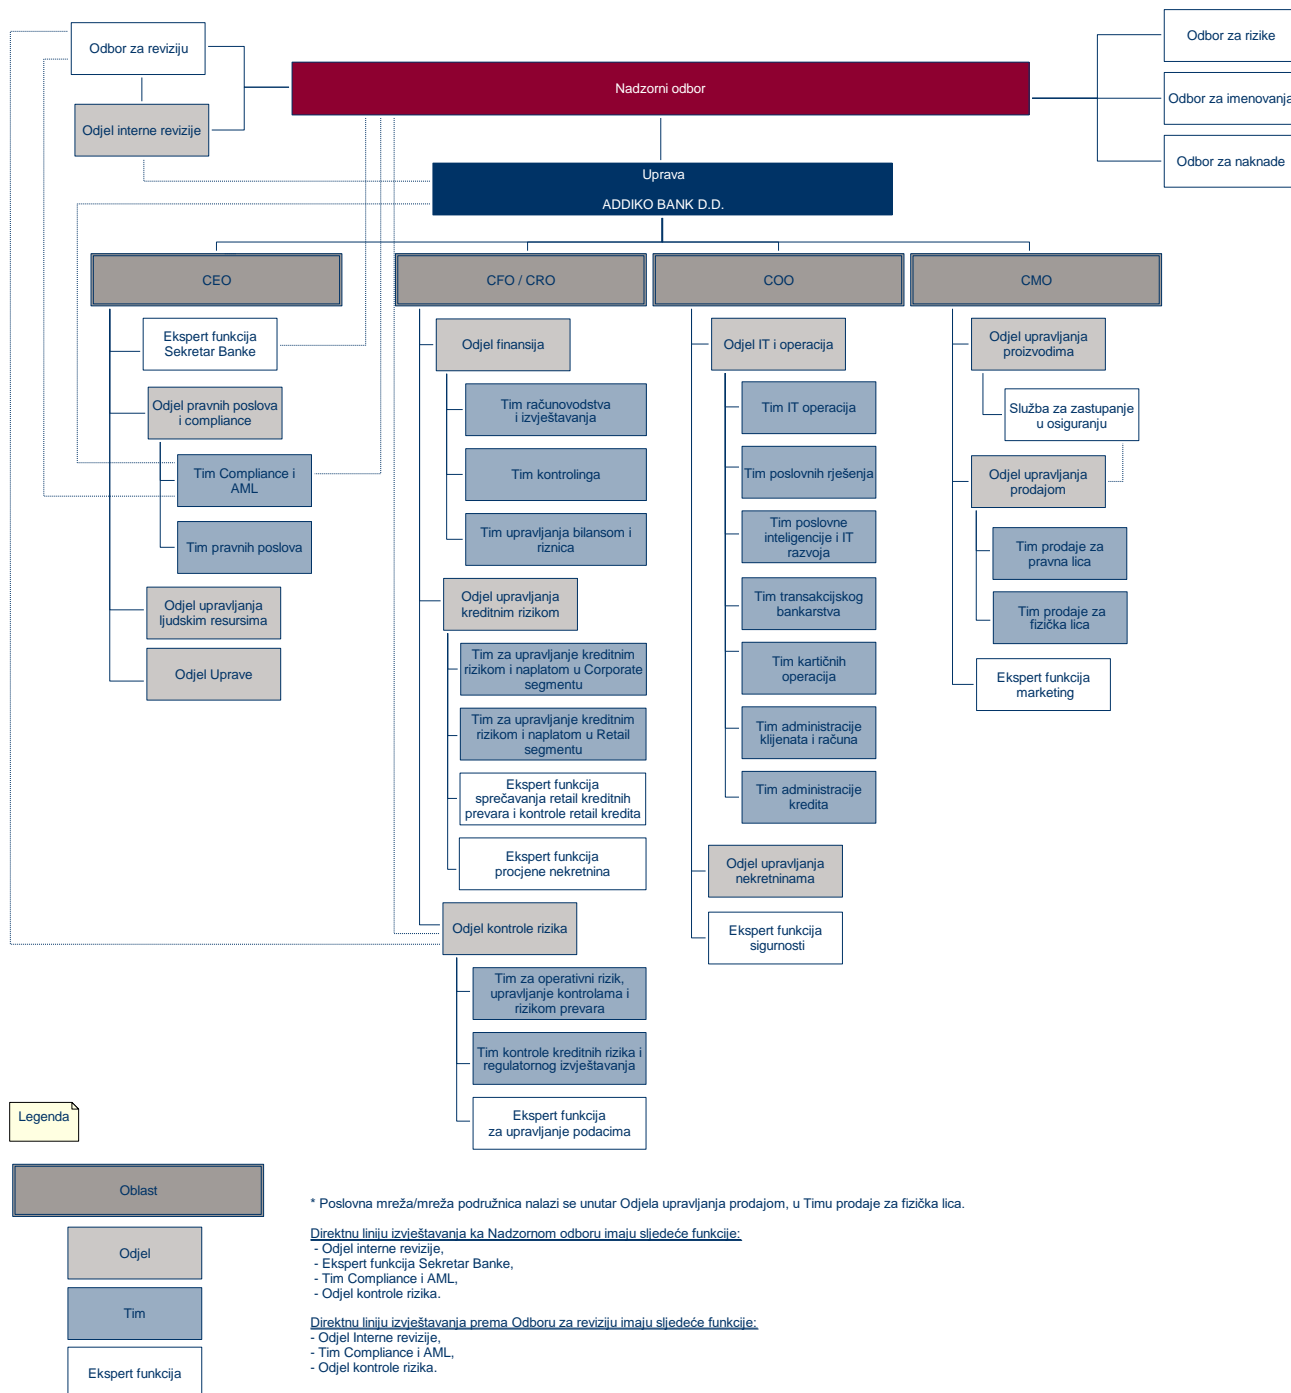 Odbor za reviziju
Odjel interne revizije
Nadzorni odbor
Odbor za rizike
Odbor za imenovanja
Odbor za naknade
Uprava
ADDIKO BANK D.D.
CEO
CFO / CRO
COO
CMO
Ekspert funkcija
Sekretar Banke
Odjel pravnih poslova
i compliance
Tim Compliance i
AML
Tim pravnih poslova
Odjel upravljanja
ljudskim resursima
Odjel Uprave
Odjel finansija
Tim računovodstva
i izvještavanja
Tim kontrolinga
Tim upravljanja bilansom i
riznica
Odjel upravljanja
kreditnim rizikom
Tim za upravljanje kreditnim
rizikom i naplatom u Corporate
segmentu
Tim za upravljanje kreditnim
rizikom i naplatom u Retail
segmentu
Ekspert funkcija
sprečavanja retail kreditnih
prevara i kontrole retail kredita
Ekspert funkcija
procjene nekretnina
Odjel kontrole rizika
Tim za operativni rizik,
upravljanje kontrolama i
rizikom prevara
Tim kontrole kreditnih rizika i
regulatornog izvještavanja
Ekspert funkcija
za upravljanje podacima
Odjel IT i operacija
Tim IT operacija
Tim poslovnih rješenja
Tim poslovne
inteligencije i IT
razvoja
Tim transakcijskog
bankarstva
Tim kartičnih
operacija
Tim administracije
klijenata i računa
Tim administracije
kredita
Odjel upravljanja
nekretninama
Ekspert funkcija
sigurnosti
Odjel upravljanja
proizvodima
Služba za zastupanje
u osiguranju
Odjel upravljanja
prodajom
Tim prodaje za
pravna lica
Tim prodaje za
fizička lica
Ekspert funkcija
marketing
Legenda
Oblast
Odjel
Tim
Ekspert funkcija
* Poslovna mreža/mreža podružnica nalazi se unutar Odjela upravljanja prodajom, u Timu prodaje za fizička lica.
Direktnu liniju izvještavanja ka Nadzornom odboru imaju sljedeće funkcije:
- Odjel interne revizije,
- Ekspert funkcija Sekretar Banke,
- Tim Compliance i AML,
- Odjel kontrole rizika.
Direktnu liniju izvještavanja prema Odboru za reviziju imaju sljedeće funkcije:
- Odjel Interne revizije,
- Tim Compliance i AML,
- Odjel kontrole rizika.